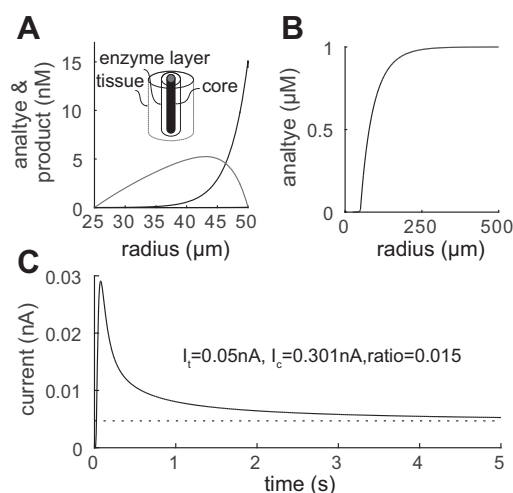 A
analtye &
product (nM)
15
10
5
0
enzyme layer
tissue
core
25 30 35 40 45 50
radius (µm)
B
analtye (µM)
1
0.5
0
0 250 500
radius (µm)
C
current (nA)
0.03
0.02
0.01
0
It=0.05nA, Ic=0.301nA,ratio=0.015
0 1 2 3 4 5
time (s)